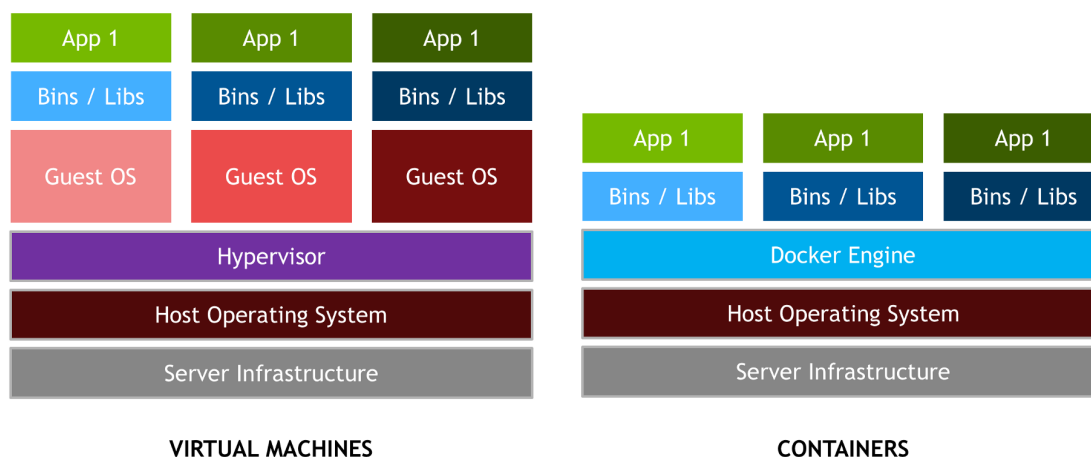 App 1
App 1
App 1
Bins / Libs
Bins / Libs
Bins / Libs
Guest OS
Guest OS
Guest OS
Hypervisor
Host Operating System
Server Infrastructure
VIRTUAL MACHINES
App 1
App 1
App 1
Bins / Libs
Bins / Libs
Bins / Libs
Docker Engine
Host Operating System
Server Infrastructure
CONTAINERS